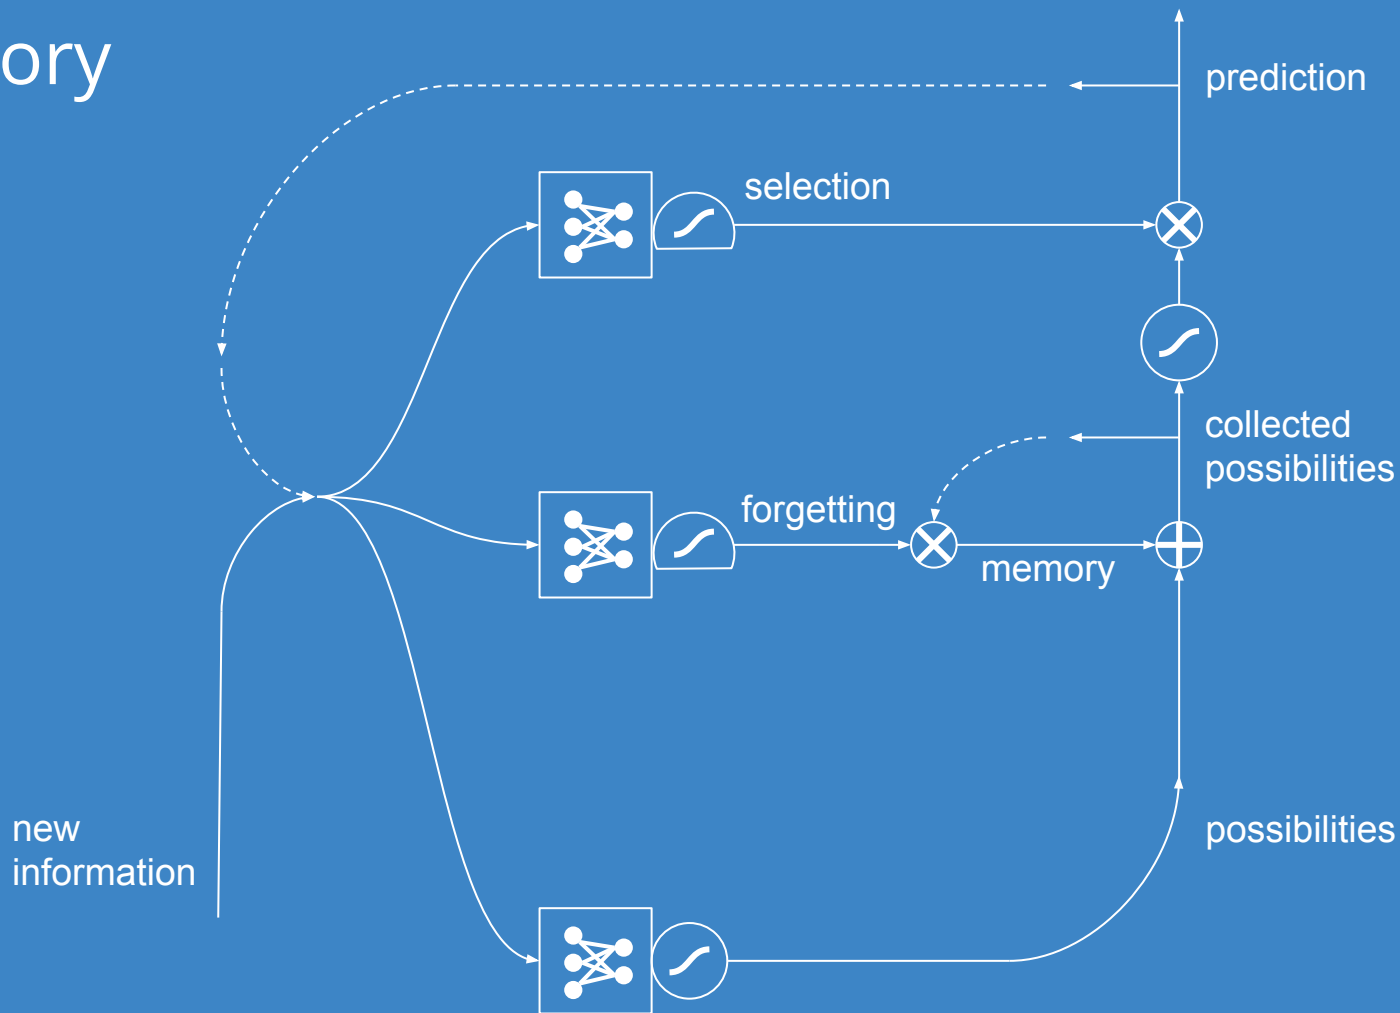 ory
prediction
selection
collected
possibilities
forgetting
memory
new
information
possibilities